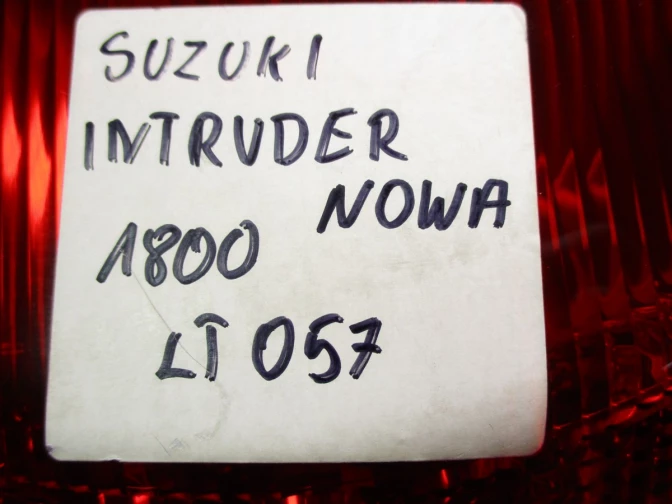 SUZUKI
INTRUDER
NOWA
1800
LT 057